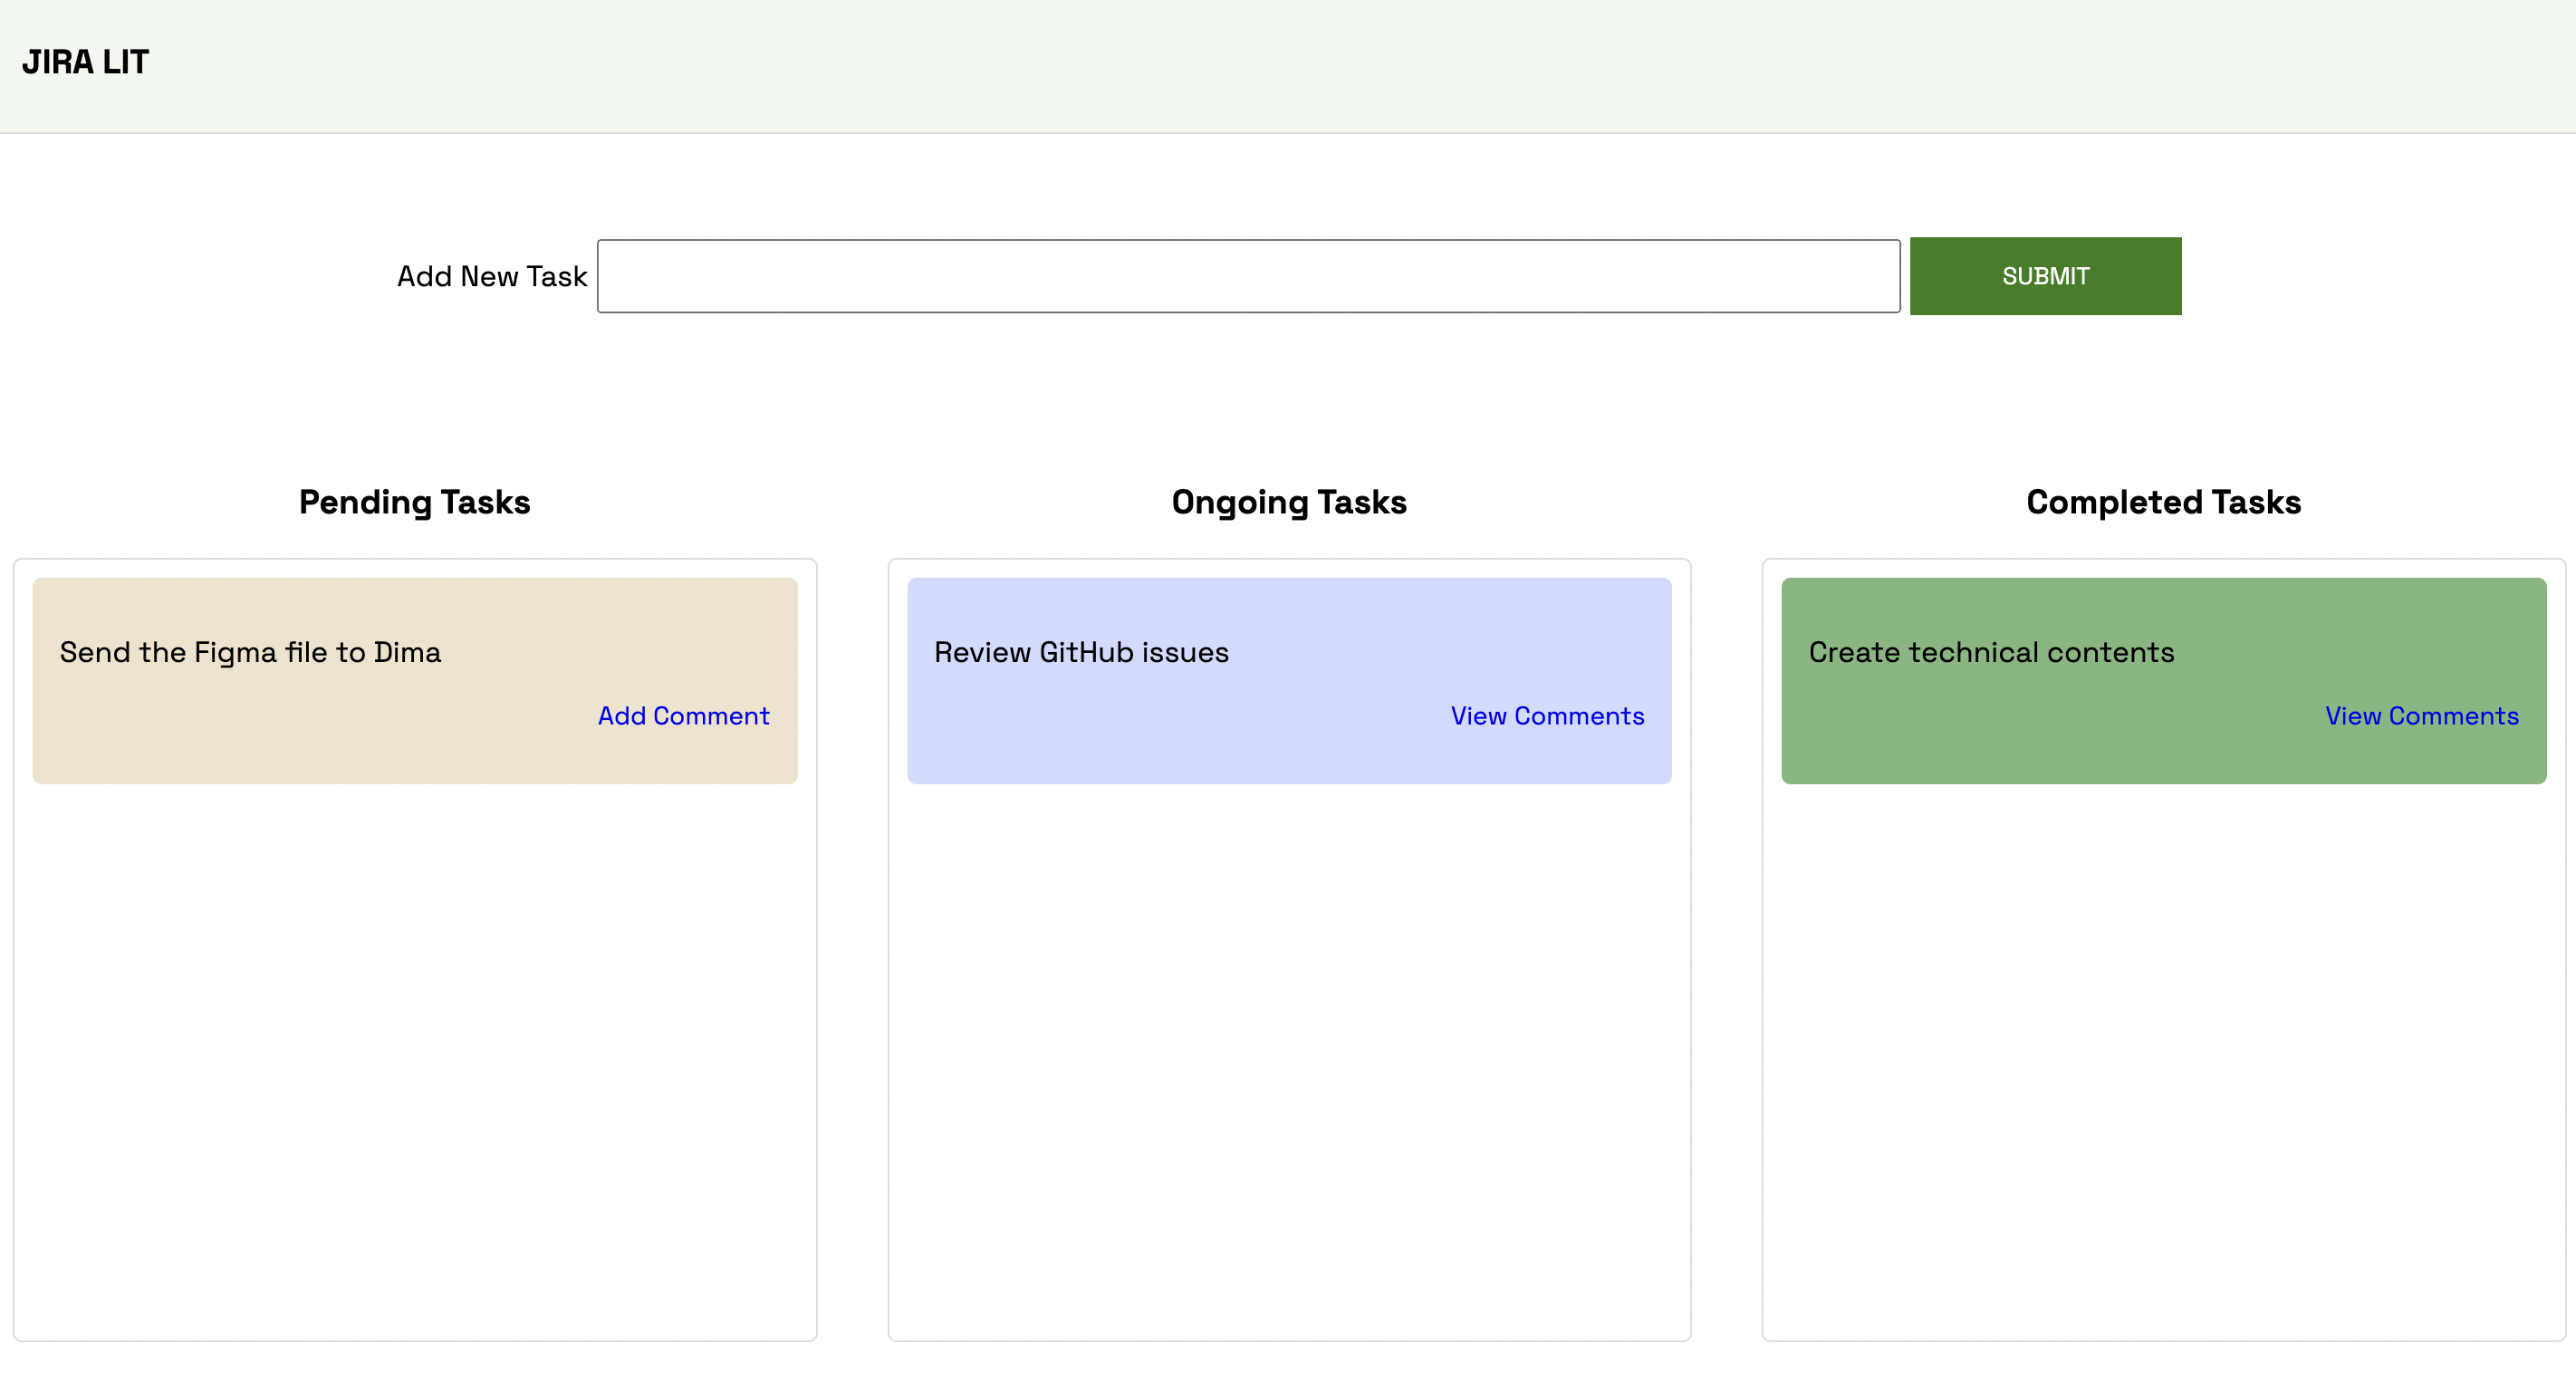 JIRA LIT
Add New Task
SUBMIT
Pending Tasks
Ongoing Tasks
Completed Tasks
Send the Figma file to Dima
Add Comment
Review GitHub issues
View Comments
Create technical contents
View Comments